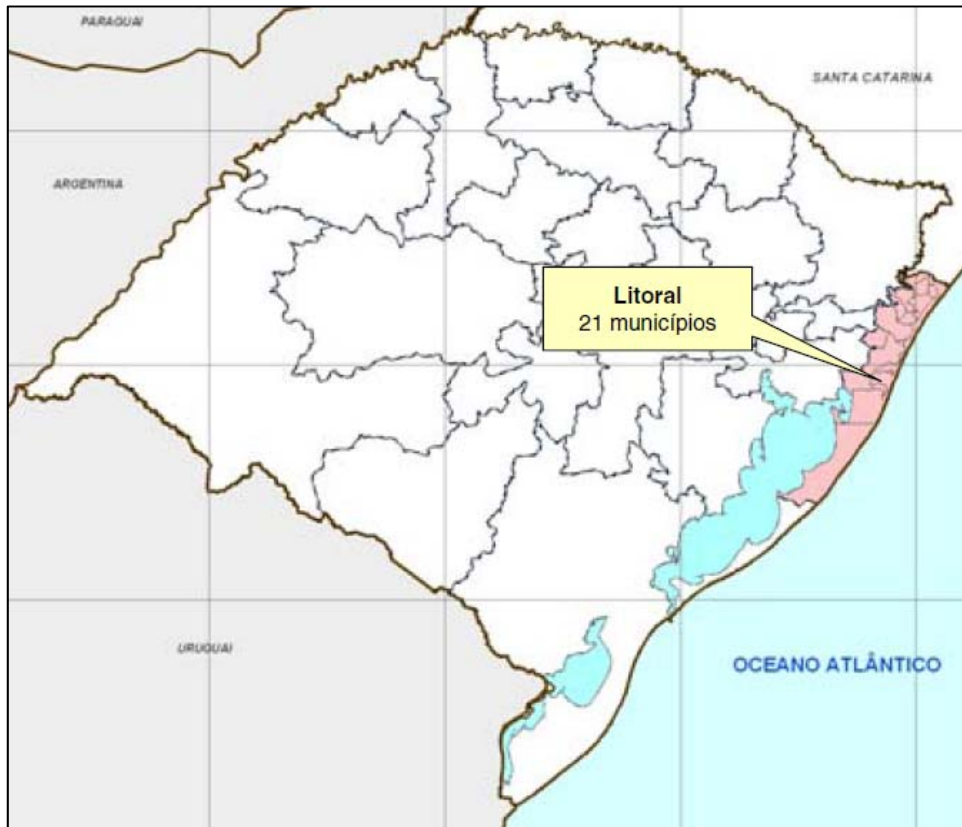 PARAGUAI
SANTA CATARINA
ARGENTINA
Litoral
21 municípios
URUGUAI
OCEANO ATLÂNTICO